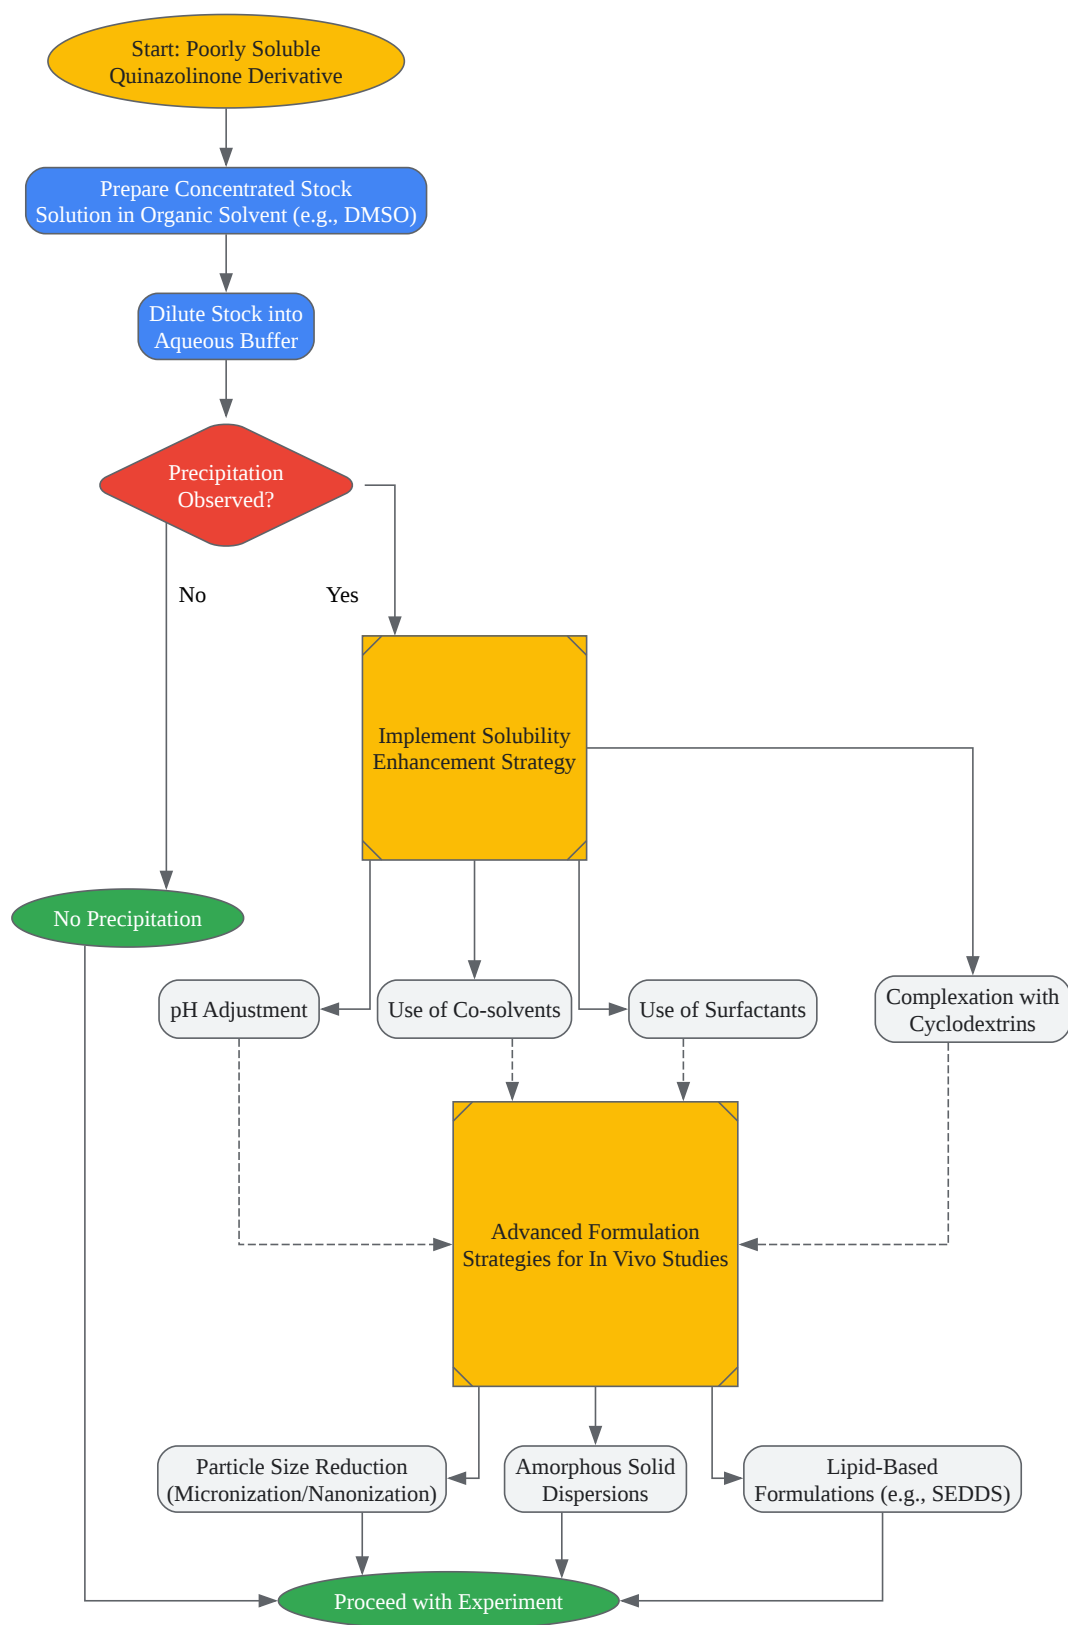 Start: Poorly Soluble
Quinazolinone Derivative
Prepare Concentrated Stock
Solution in Organic Solvent (e.g., DMSO)
Dilute Stock into
Aqueous Buffer
Precipitation
Observed?
No
Yes
Implement Solubility
Enhancement Strategy
No Precipitation
pH Adjustment
Use of Co-solvents
Use of Surfactants
Complexation with
Cyclodextrins
Advanced Formulation
Strategies for In Vivo Studies
Particle Size Reduction
(Micronization/Nanonization)
Amorphous Solid
Dispersions
Lipid-Based
Formulations (e.g., SEDDS)
Proceed with Experiment